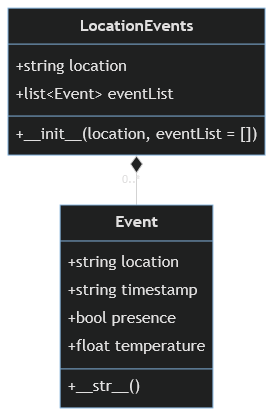 LocationEvents
+string location
+list<Event> eventList
+__init__(location, eventList = [])
0..*
Event
+string location
+string timestamp
+bool presence
+float temperature
+__str__()